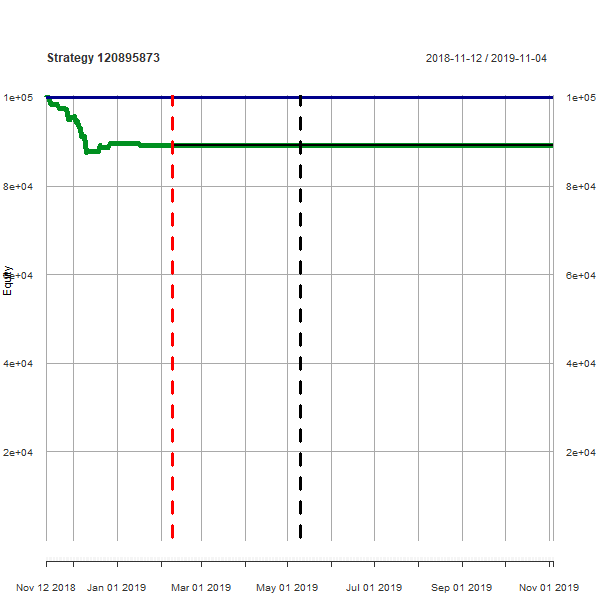 Strategy 120895873 2018-11-12 / 2019-11-04
1e+05 1e+05
8e+04 8e+04
6e+04 6e+04
Equity
4e+04 4e+04
2e+04 2e+04
Nov 12 2018 Jan 01 2019 Mar 01 2019 May 01 2019 Jul 01 2019 Sep 01 2019 Nov 01 2019